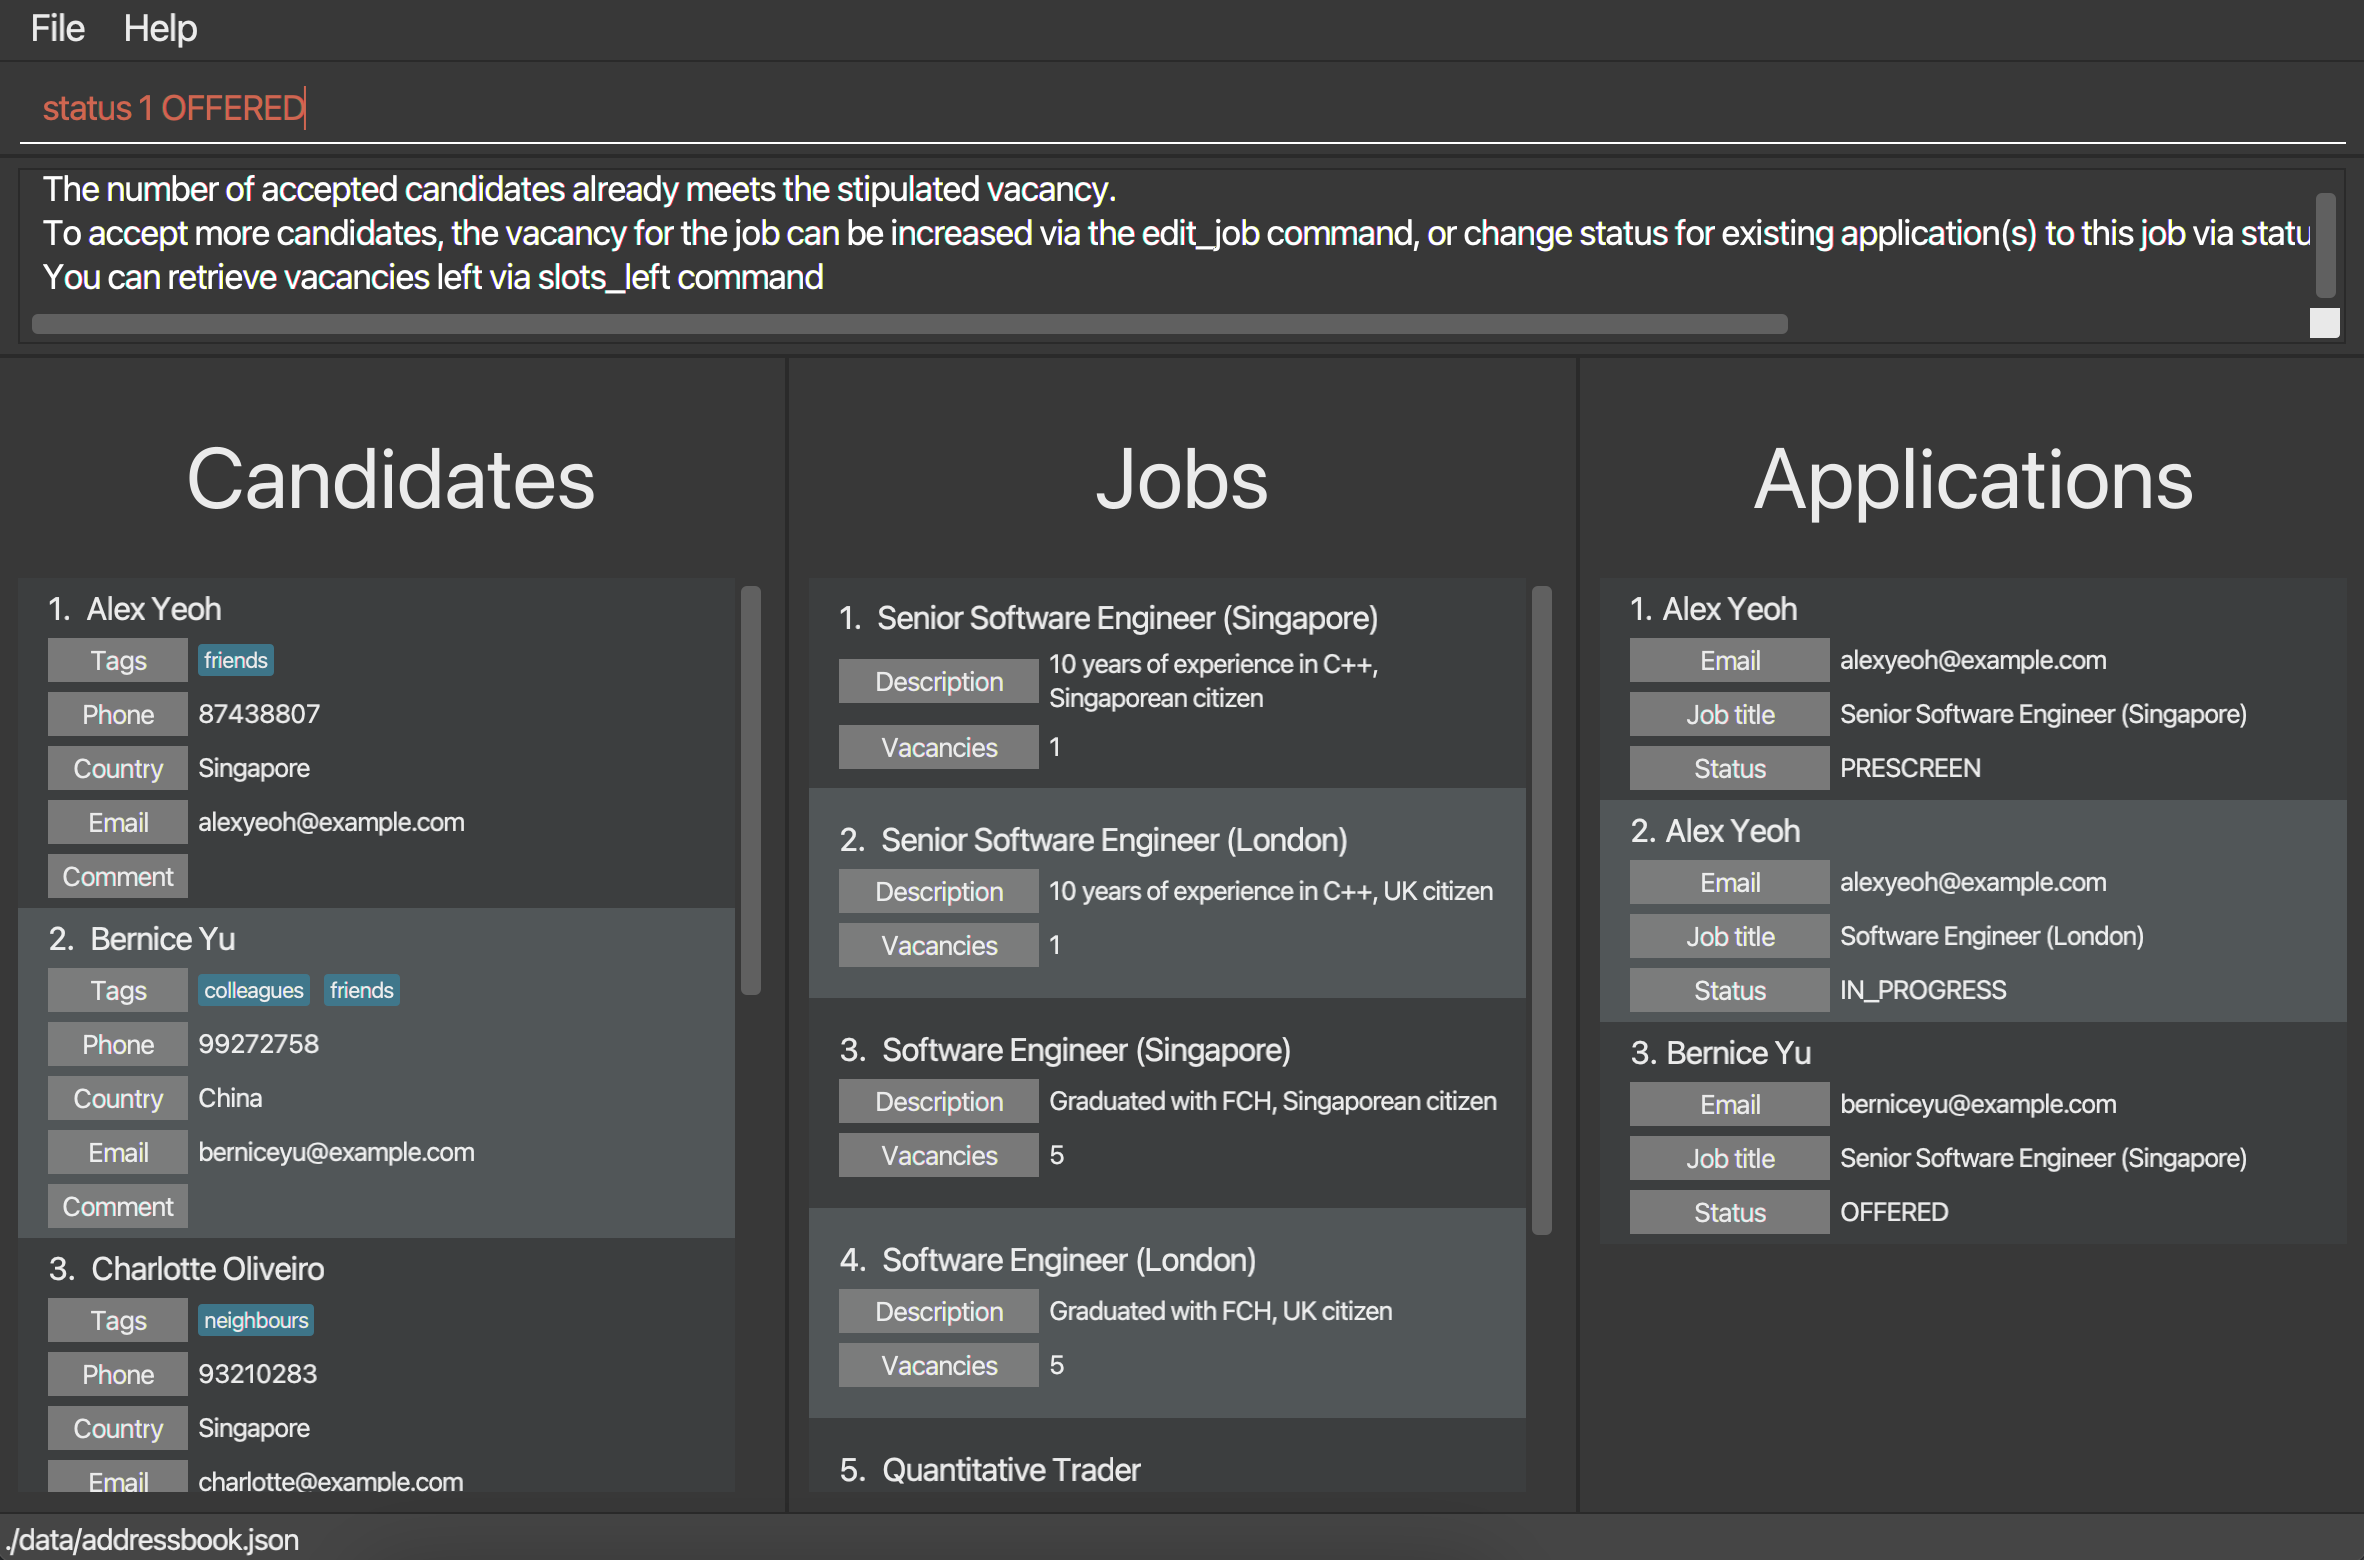 File Help
status 1 OFFERED
The number of accepted candidates already meets the stipulated vacancy.
To accept more candidates, the vacancy for the job can be increased via the edit_job command, or change status for existing application(s) to this job via statu
You can retrieve vacancies left via slots_left command
Candidates
1. Alex Yeoh
Tags friends
Phone 87438807
Country Singapore
Email alexyeoh@example.com
Comment
2. Bernice Yu
Tags colleagues friends
Phone 99272758
Country China
Email berniceyu@example.com
Comment
3. Charlotte Oliveiro
Tags neighbours
Phone 93210283
Country Singapore
Email charlotte@example.com
Jobs
1. Senior Software Engineer (Singapore)
Description 10 years of experience in C++,
Singaporean citizen
Vacancies 1
2. Senior Software Engineer (London)
Description 10 years of experience in C++, UK citizen
Vacancies 1
3. Software Engineer (Singapore)
Description Graduated with FCH, Singaporean citizen
Vacancies 5
4. Software Engineer (London)
Description Graduated with FCH, UK citizen
Vacancies 5
5. Quantitative Trader
Applications
1. Alex Yeoh
Email alexyeoh@example.com
Job title Senior Software Engineer (Singapore)
Status PRESCREEN
2. Alex Yeoh
Email alexyeoh@example.com
Job title Software Engineer (London)
Status IN_PROGRESS
3. Bernice Yu
Email berniceyu@example.com
Job title Senior Software Engineer (Singapore)
Status OFFERED
./data/addressbook.json